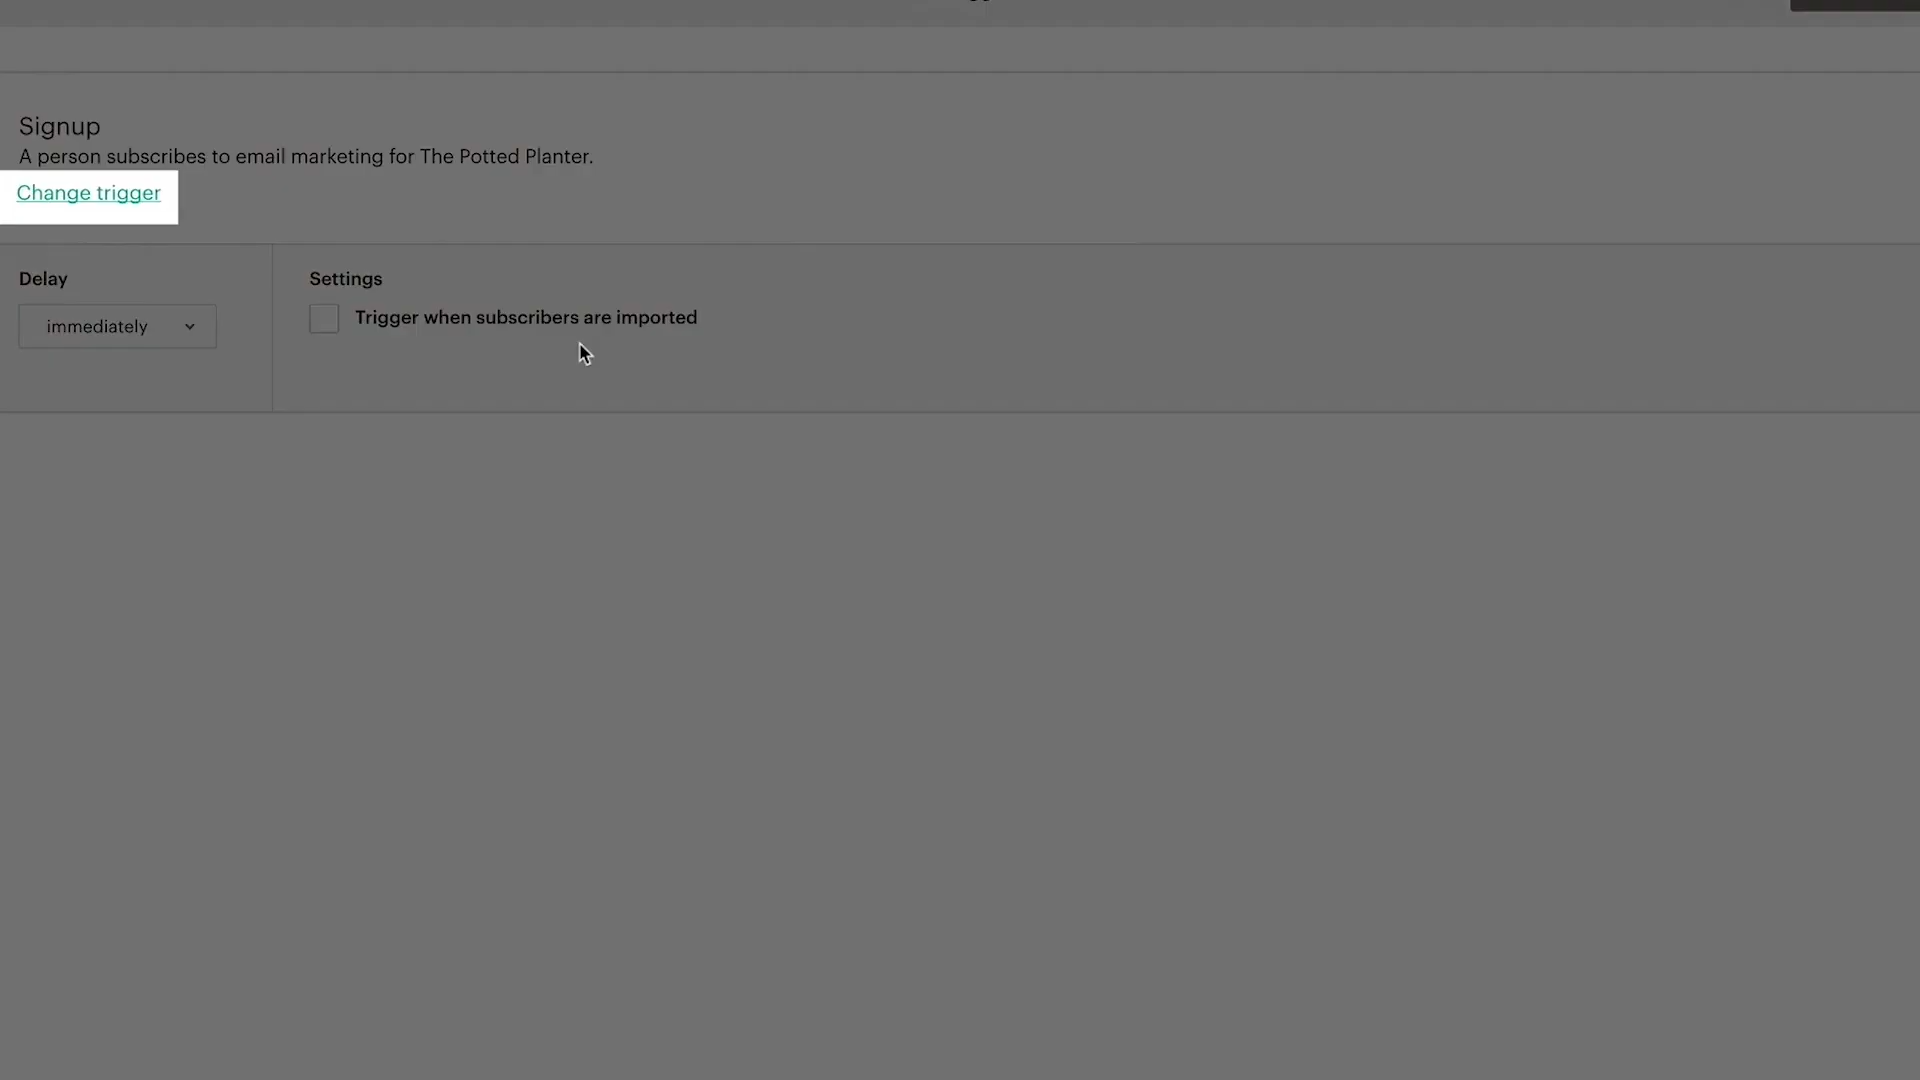 Signup
A person subscribes to email marketing for The Potted Planter.
Change trigger
Delay
Settings
immediately
Trigger when subscribers are imported